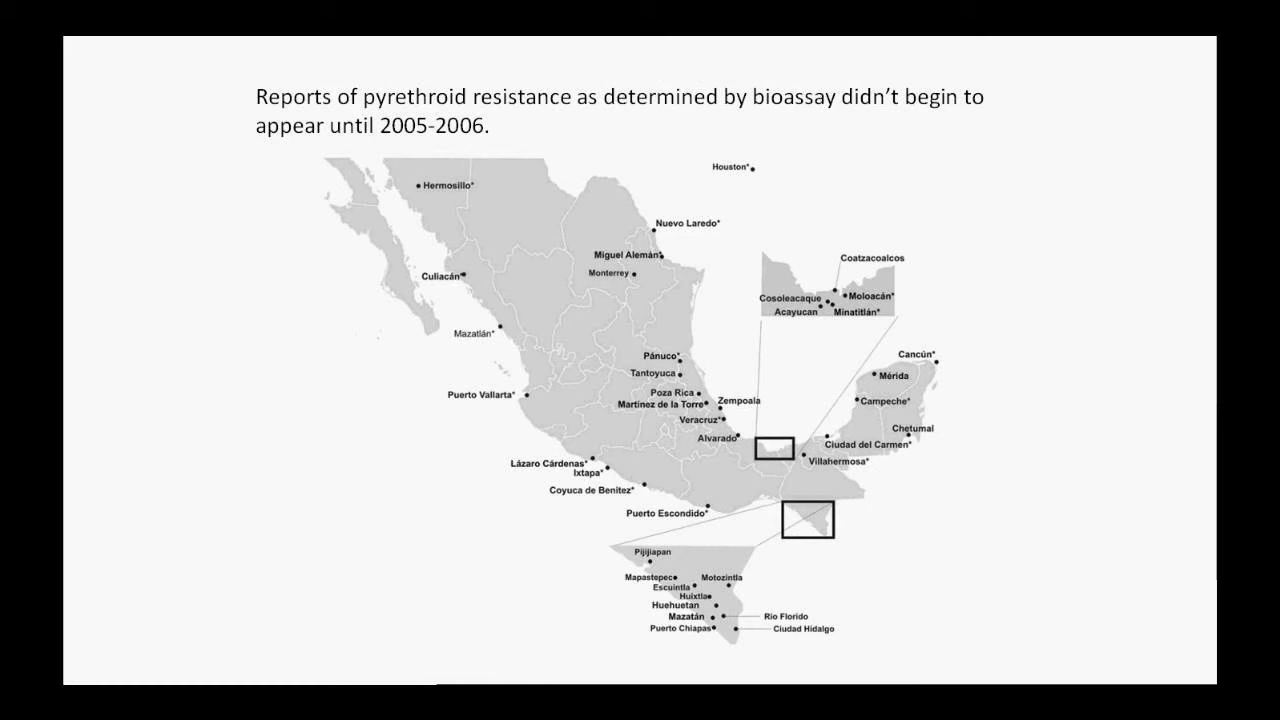 Reports of pyrethroid resistance as determined by bioassay didn't begin to
appear until 2005-2006.
Houston*
Hermosillo*
Nuevo Laredo*
Miguel Alemán*
Coatzacoalcos
Monterrey
Culiacán*
Cosoleacaque
Moloacán*
Acayucan
Minatitlán*
Mazatlán*
Cancún*
Pánuco*
Tantoyuca
Mérida
Poza Rica
Puerto Vallarta*
Zempoala
Martínez de la Torre*
Campeche*
Veracruz*
Chetumal
Alvarado
Ciudad del Carmen*
Lázaro Cárdenas*
Villahermosa*
Ixtapa*
Coyuca de Benitez*
Puerto Escondido*
Pijijiapan
Mapastepec
Motozintla
Escuintla
Huixtla
Huehuetan
Mazatán
Rio Florido
Puerto Chiapas
Ciudad Hidalgo